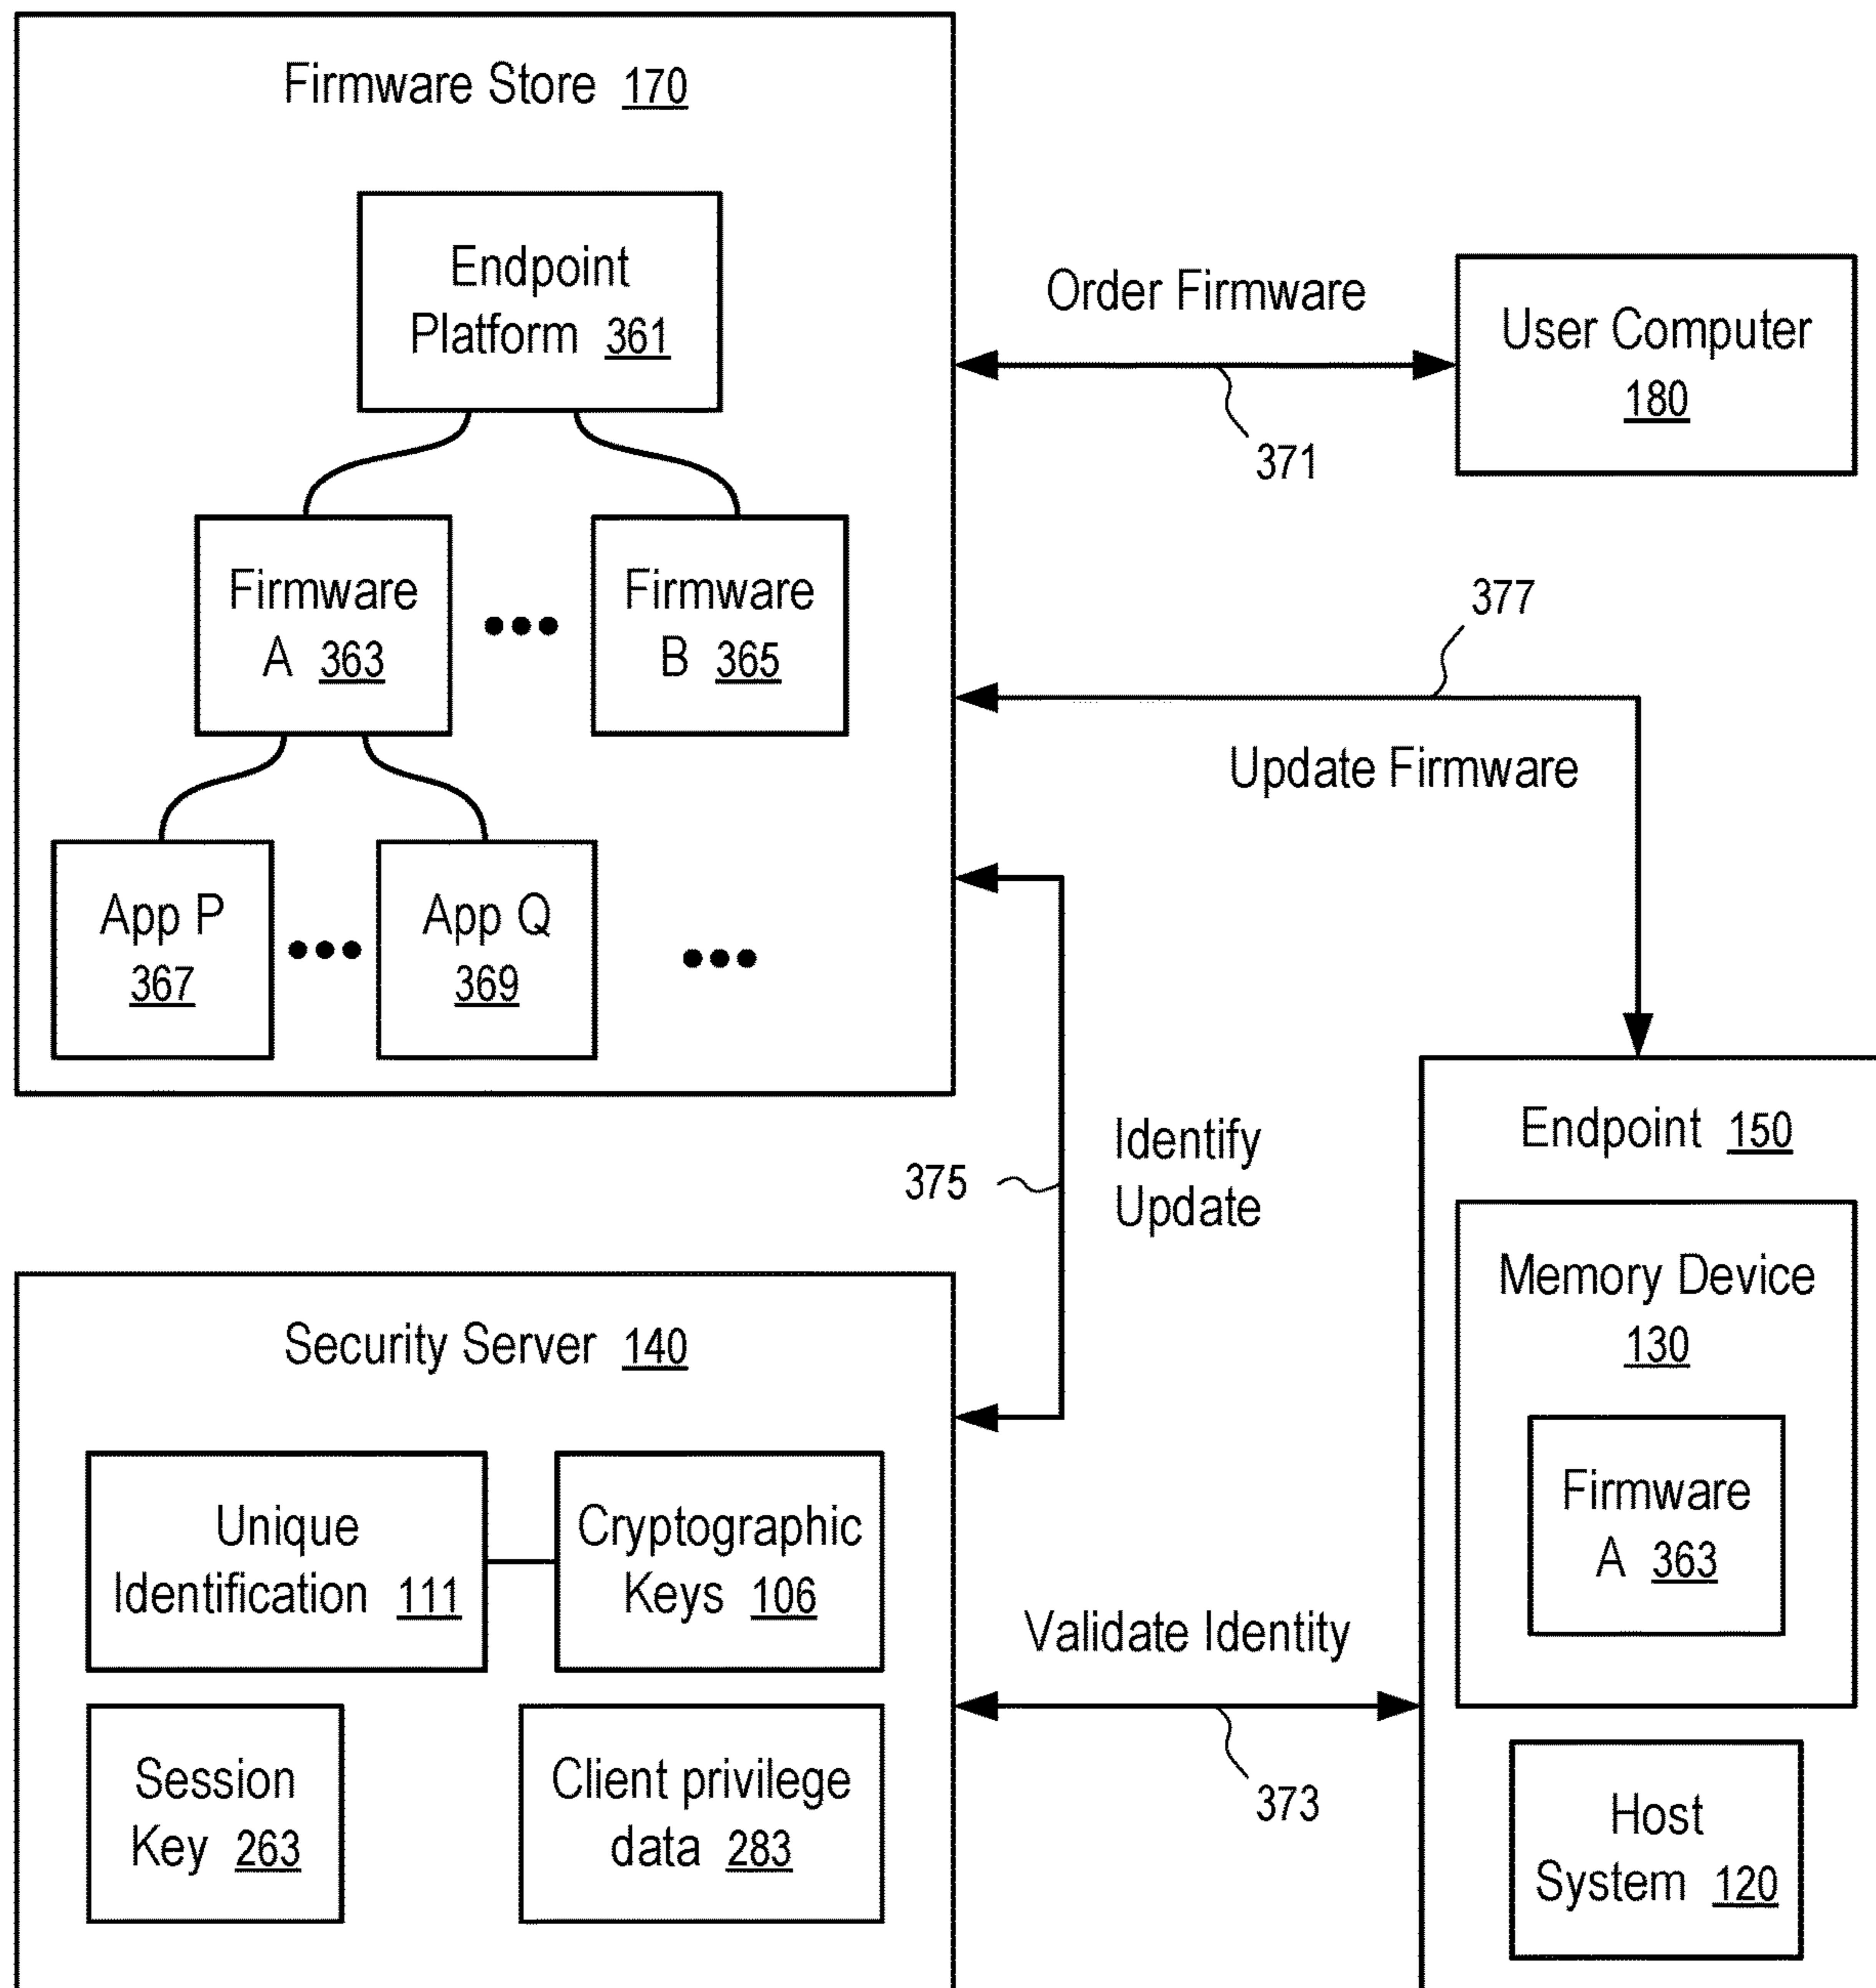 Firmware Store 170
Endpoint
Platform 361
Firmware
A 363
Firmware
B 365
App P
367
App Q
369
Order Firmware
371
User Computer
180
377
Update Firmware
375
Identify
Update
Endpoint 150
Memory Device
130
Firmware
A 363
Host
System 120
Security Server 140
Unique
Identification 111
Cryptographic
Keys 106
Session
Key 263
Client privilege
data 283
Validate Identity
373